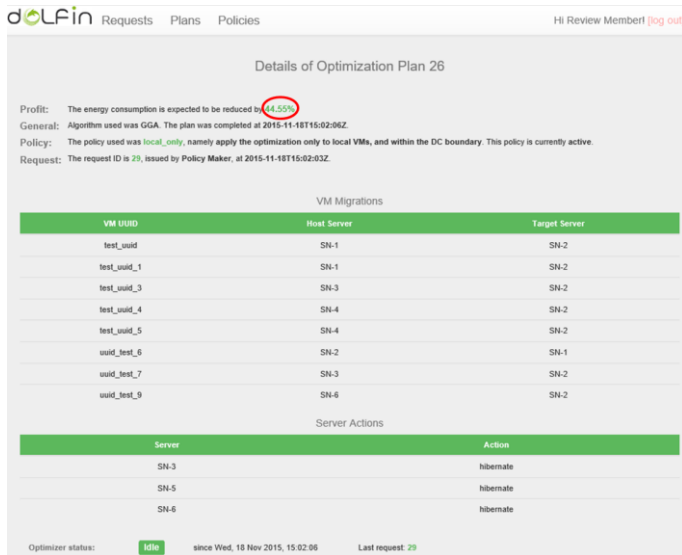 dOLFin Requests Plans Policies Hi Review Member! [log out
Details of Optimization Plan 26
Profit: The energy consumption is expected to be reduced by 44.55%
General: Algorithm used was GGA. The plan was completed at 2015-11-18T15:02:06Z.
Policy: The policy used was local_only, namely apply the optimization only to local VMs, and within the DC boundary. This policy is currently active.
Request: The request ID is 29, issued by Policy Maker, at 2015-11-18T15:02:03Z.
VM Migrations
VM UUID Host Server Target Server
test_uuid SN-1 SN-2
test_uuid_1 SN-1 SN-2
test_uuid_3 SN-3 SN-2
test_uuid_4 SN-4 SN-2
test_uuid_5 SN-4 SN-2
uuid_test_6 SN-2 SN-1
uuid_test_7 SN-3 SN-2
uuid_test_9 SN-6 SN-2
Server Actions
Server Action
SN-3 hibernate
SN-5 hibernate
SN-6 hibernate
Optimizer status: Idle since Wed, 18 Nov 2015, 15:02:06 Last request: 29